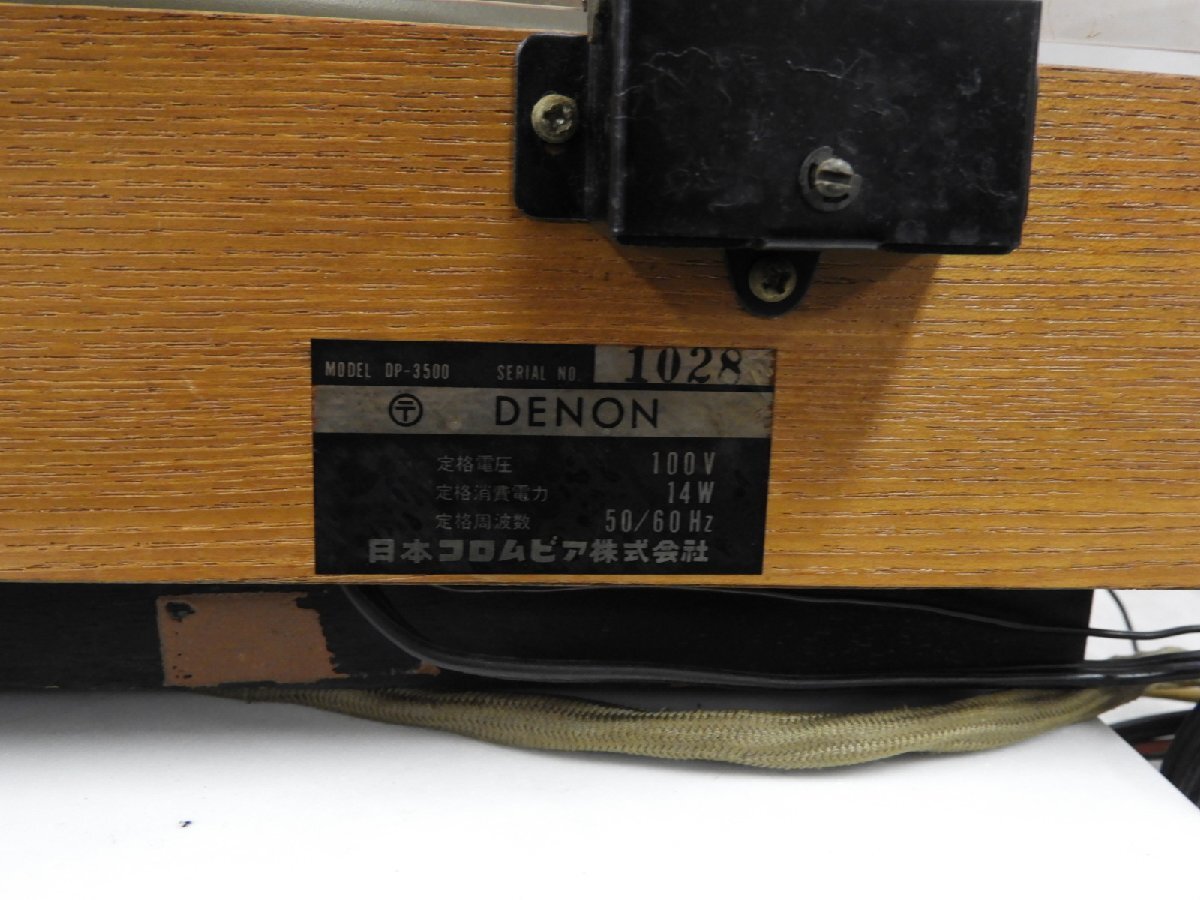 MODEL DP-3500 SERIAL NO. 1028
〶 DENON
定格電圧 100V
定格消費電力 14W
定格周波数 50/60Hz
日本コロムビア株式会社